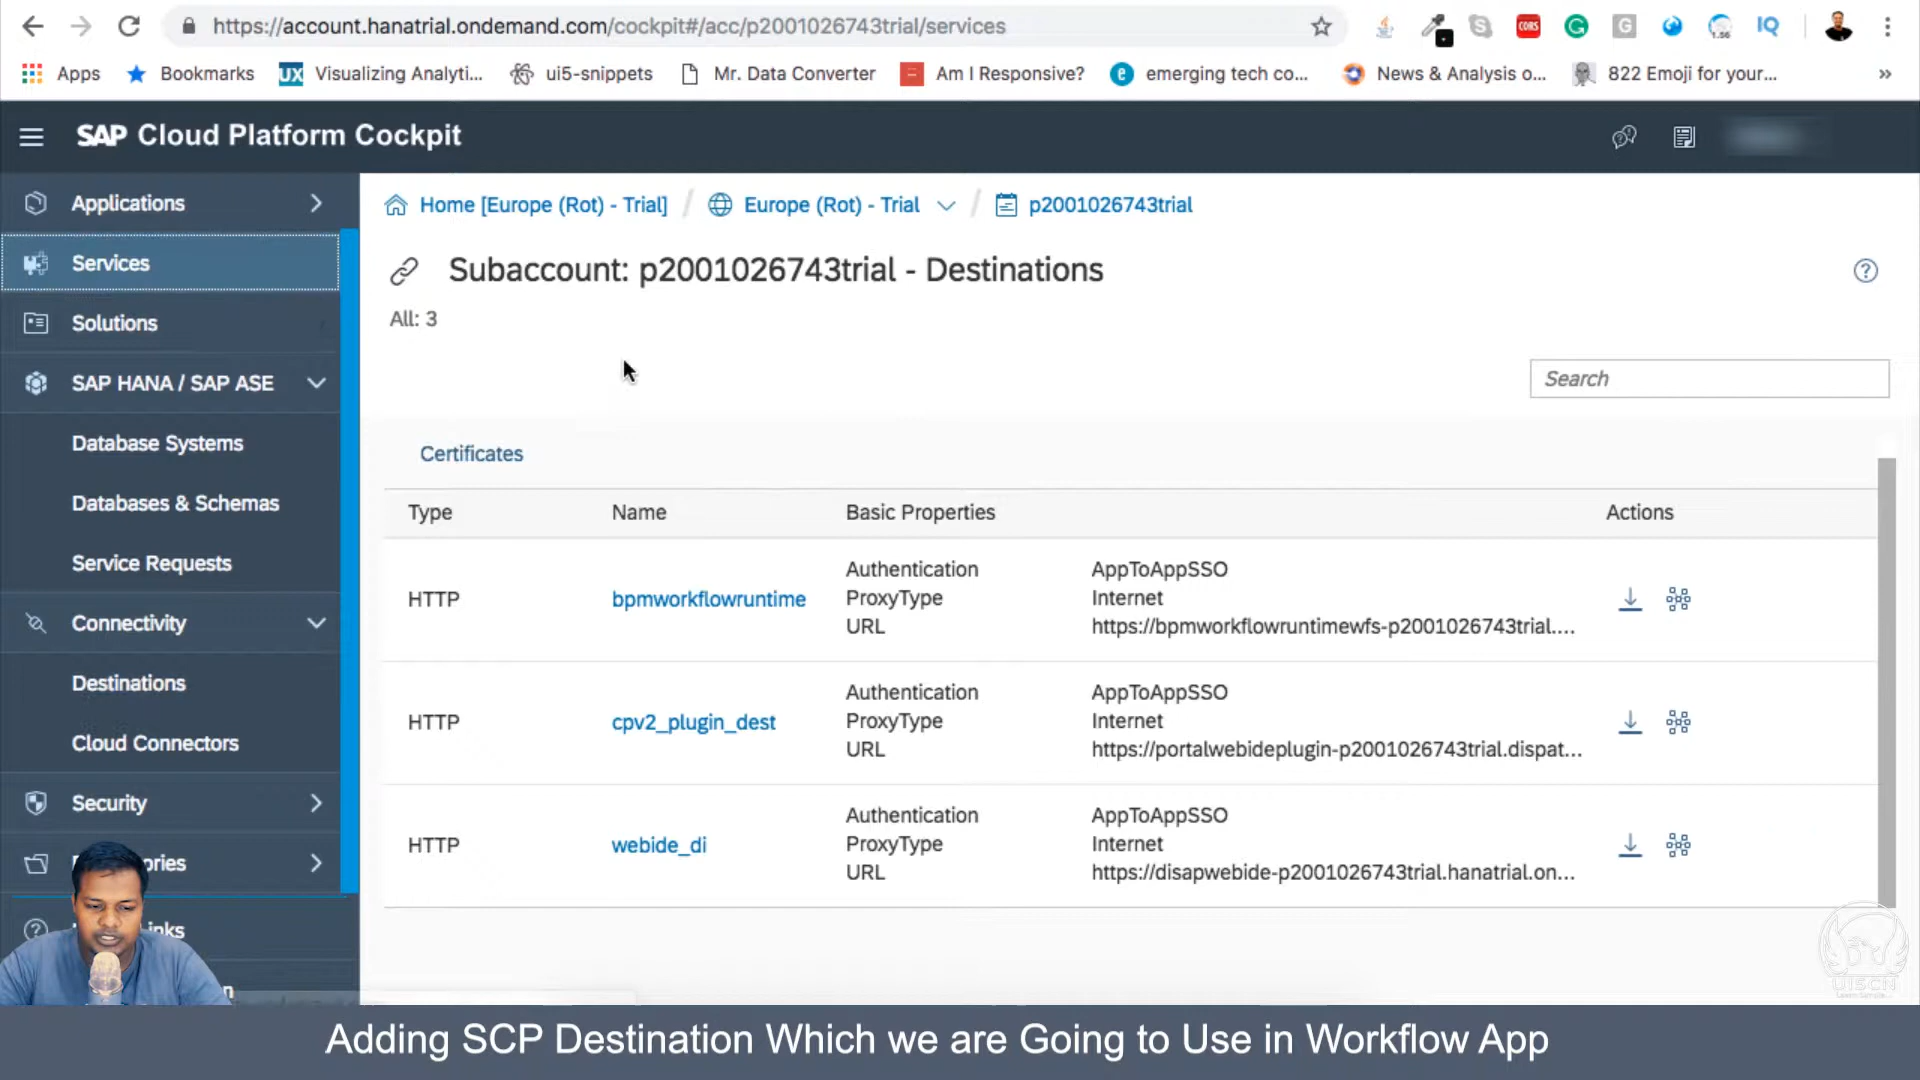 https://account.hanatrial.ondemand.com/cockpit#/acc/p2001026743trial/services
CORS
G
1.56
IQ
Apps
Bookmarks
UX Visualizing Analyti...
ui5-snippets
Mr. Data Converter
Am I Responsive?
e emerging tech co...
News & Analysis o...
822 Emoji for your...
»
SAP Cloud Platform Cockpit
Applications
Services
Solutions
SAP HANA / SAP ASE
Database Systems
Databases & Schemas
Service Requests
Connectivity
Destinations
Cloud Connectors
Security
Home [Europe (Rot) - Trial] / Europe (Rot) - Trial / p2001026743trial
Subaccount: p2001026743trial - Destinations
All: 3
Search
Certificates
Type Name Basic Properties Actions
HTTP bpmworkflowruntime
Authentication AppToAppSSO
ProxyType Internet
URL https://bpmworkflowruntimewfs-p2001026743trial....
HTTP cpv2_plugin_dest
Authentication AppToAppSSO
ProxyType Internet
URL https://portalwebideplugin-p2001026743trial.dispat...
HTTP webide_di
Authentication AppToAppSSO
ProxyType Internet
URL https://disapwebide-p2001026743trial.hanatrial.on...
UI5CN
Adding SCP Destination Which we are Going to Use in Workflow App